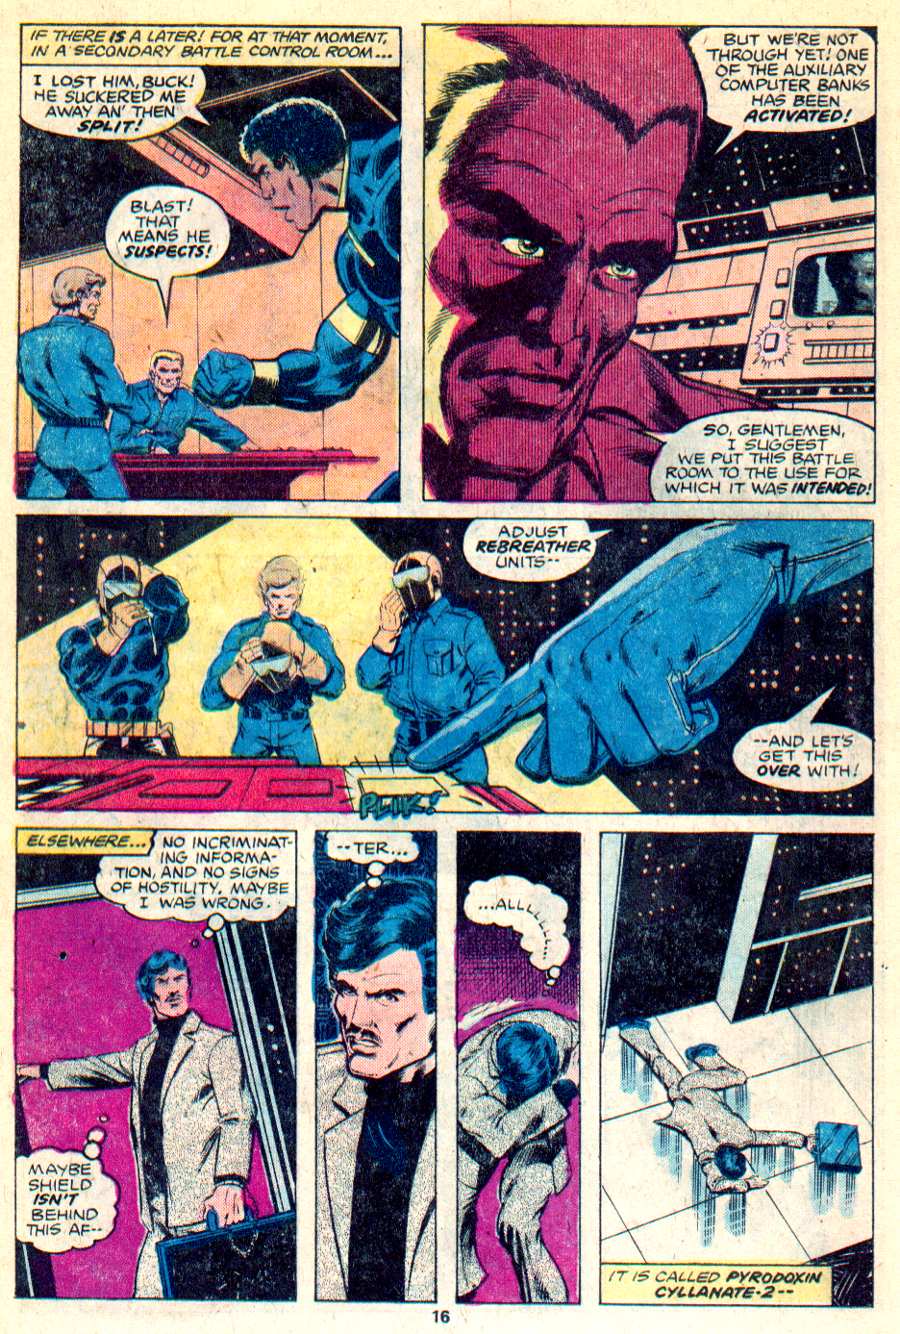 IF THERE IS A LATER! FOR AT THAT MOMENT,
IN A SECONDARY BATTLE CONTROL ROOM...
I LOST HIM, BUCK!
HE SUCKERED ME
AWAY AN' THEN
SPLIT!
BLAST!
THAT
MEANS HE
SUSPECTS!
BUT WE'RE NOT
THROUGH YET! ONE
OF THE AUXILIARY
COMPUTER BANKS
HAS BEEN
ACTIVATED!
SO, GENTLEMEN,
I SUGGEST
WE PUT THIS BATTLE
ROOM TO THE USE FOR
WHICH IT WAS INTENDED!
ADJUST
REBREATHER
UNITS--
--AND LET'S
GET THIS
OVER WITH!
PLIK!
ELSEWHERE...
NO INCRIMINAT-
ING INFORMA-
TION, AND NO SIGNS
OF HOSTILITY. MAYBE
I WAS WRONG.
MAYBE
SHIELD
ISN'T
BEHIND
THIS AF--
--TER...
...ALLLLLL...
IT IS CALLED PYRODOXIN
CYLLANATE-2--
16